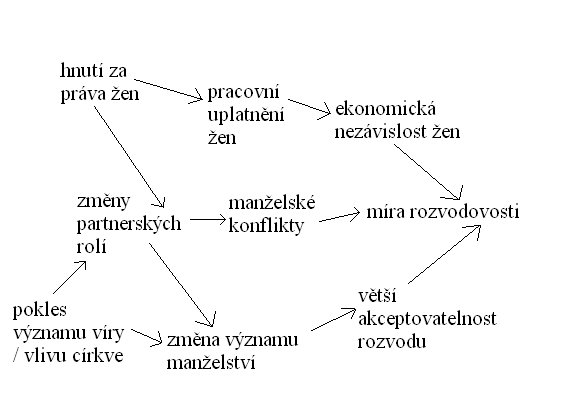 hnutí za
práva žen
pracovní
uplatnění
žen
ekonomická
nezávislost žen
změny
partnerských
rolí
manželské
konflikty
míra rozvodovosti
pokles
významu víry
/ vlivu církve
změna významu
manželství
větší
akceptovatelnost
rozvodu